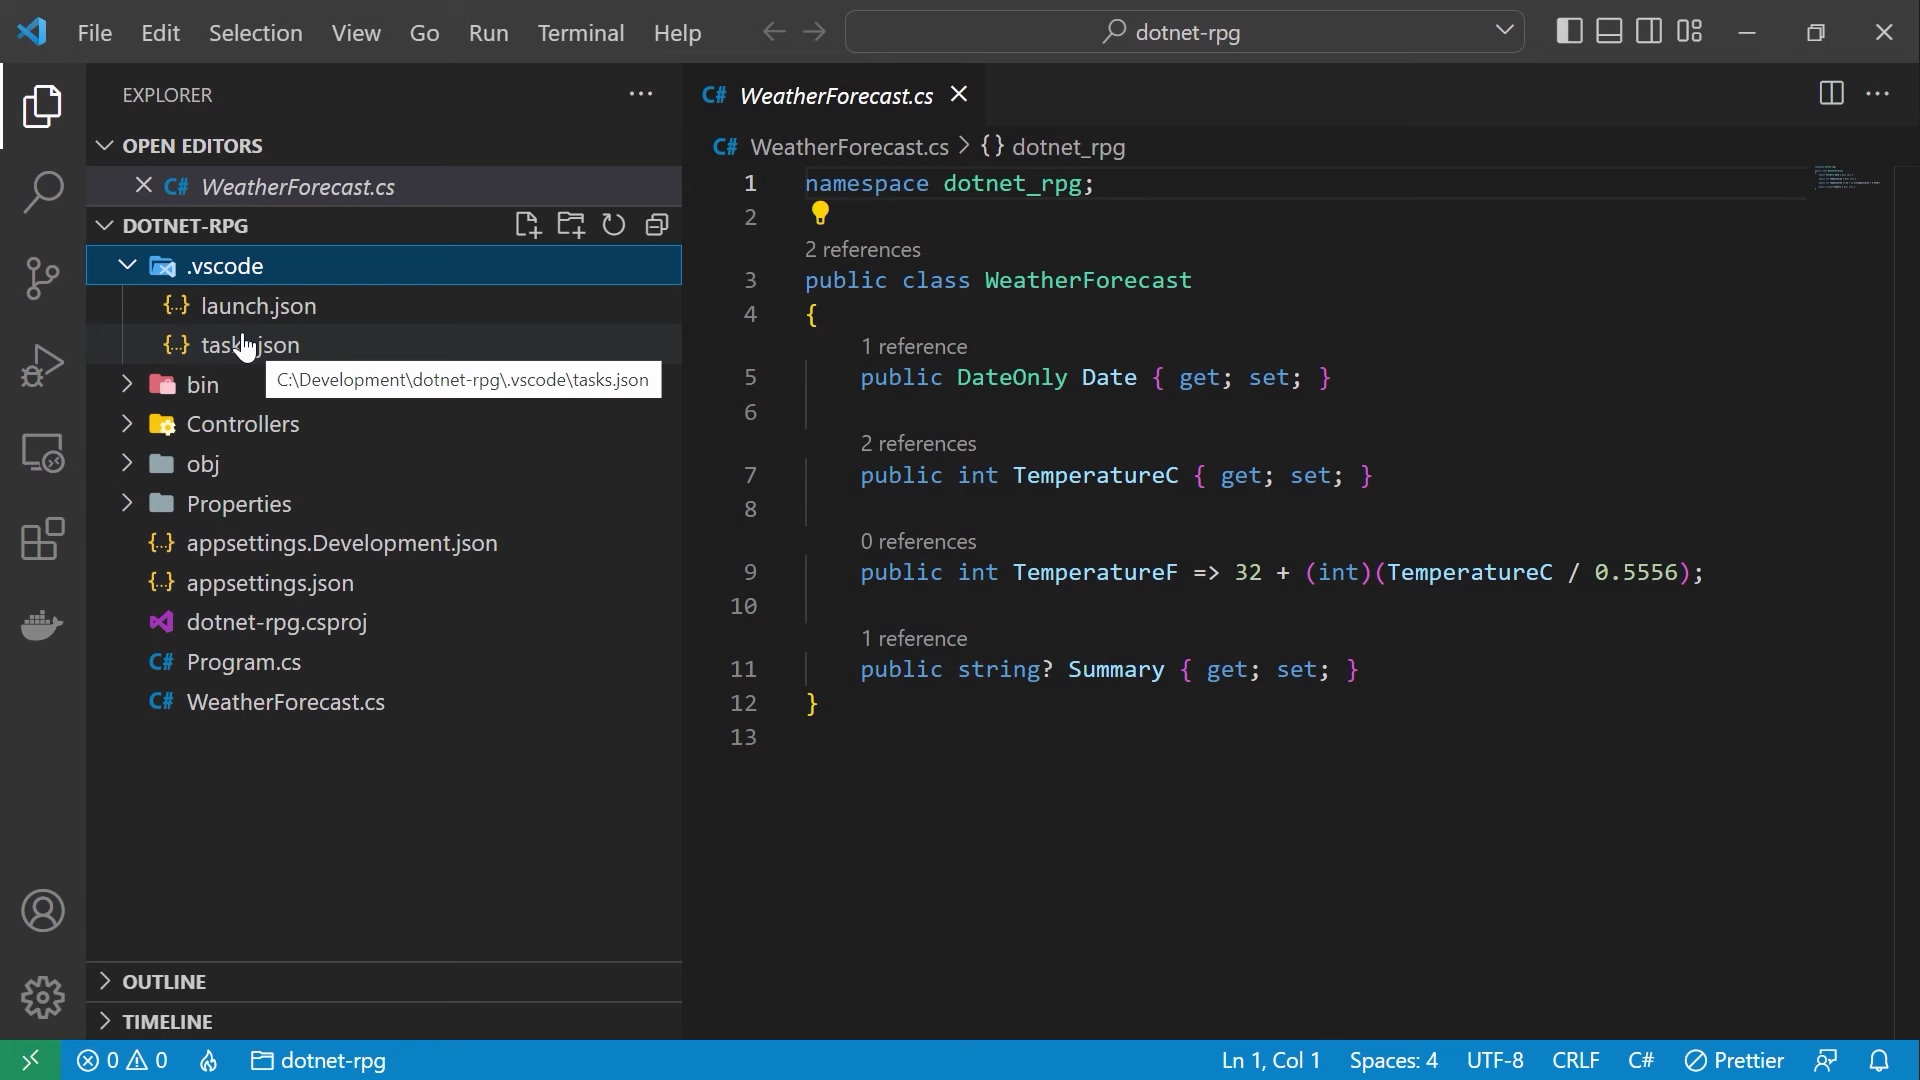 File Edit Selection View Go Run Terminal Help
dotnet-rpg
EXPLORER
OPEN EDITORS
C# WeatherForecast.cs
DOTNET-RPG
.vscode
{..} launch.json
{..} tasks.json
C:\Development\dotnet-rpg\.vscode\tasks.json
bin
Controllers
obj
Properties
{..} appsettings.Development.json
{..} appsettings.json
dotnet-rpg.csproj
C# Program.cs
C# WeatherForecast.cs
OUTLINE
TIMELINE
C# WeatherForecast.cs
C# WeatherForecast.cs > {} dotnet_rpg
1 namespace dotnet_rpg;
2
2 references
3 public class WeatherForecast
4 {
1 reference
5 public DateOnly Date { get; set; }
6
2 references
7 public int TemperatureC { get; set; }
8
0 references
9 public int TemperatureF => 32 + (int)(TemperatureC / 0.5556);
10
1 reference
11 public string? Summary { get; set; }
12 }
13
0 0 dotnet-rpg Ln 1, Col 1 Spaces: 4 UTF-8 CRLF C# Prettier